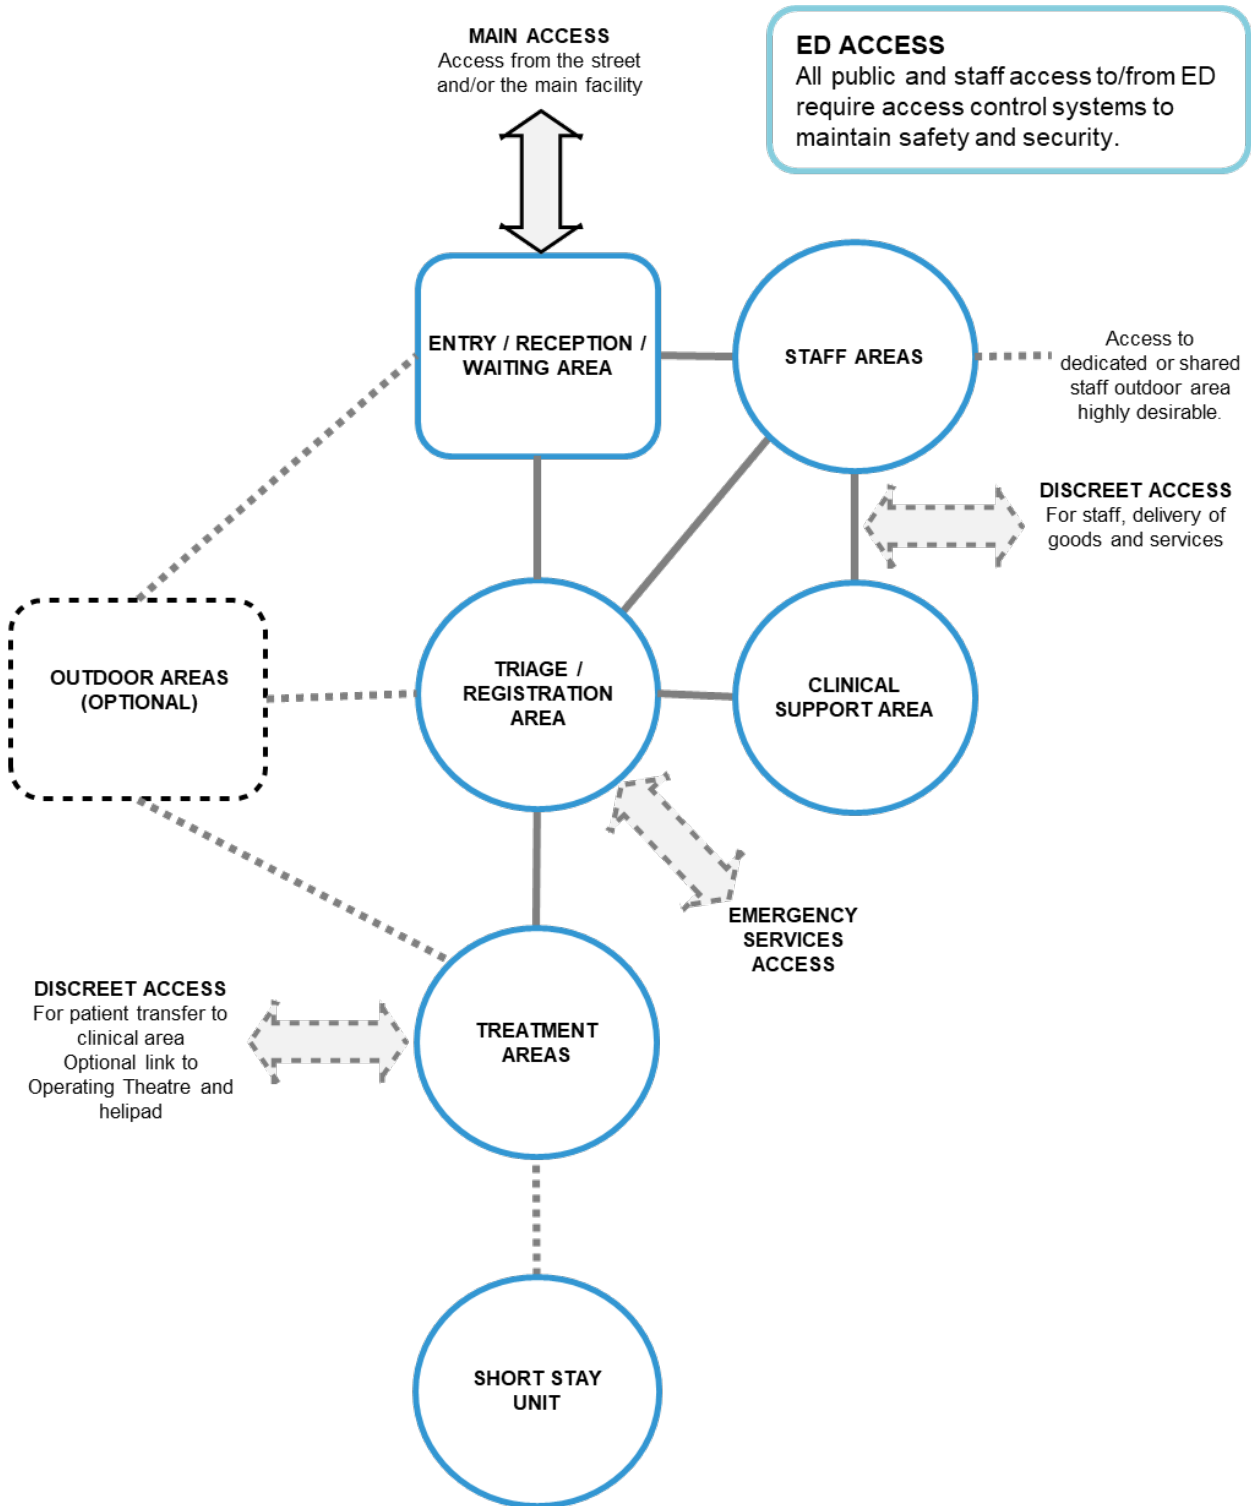 MAIN ACCESS
Access from the street
and/or the main facility
ED ACCESS
All public and staff access to/from ED
require access control systems to
maintain safety and security.
ENTRY / RECEPTION /
WAITING AREA
STAFF AREAS
Access to
dedicated or shared
staff outdoor area
highly desirable.
DISCREET ACCESS
For staff, delivery of
goods and services
OUTDOOR AREAS
(OPTIONAL)
TRIAGE /
REGISTRATION
AREA
CLINICAL
SUPPORT AREA
EMERGENCY
SERVICES
ACCESS
DISCREET ACCESS
For patient transfer to
clinical area
Optional link to
Operating Theatre and
helipad
TREATMENT
AREAS
SHORT STAY
UNIT